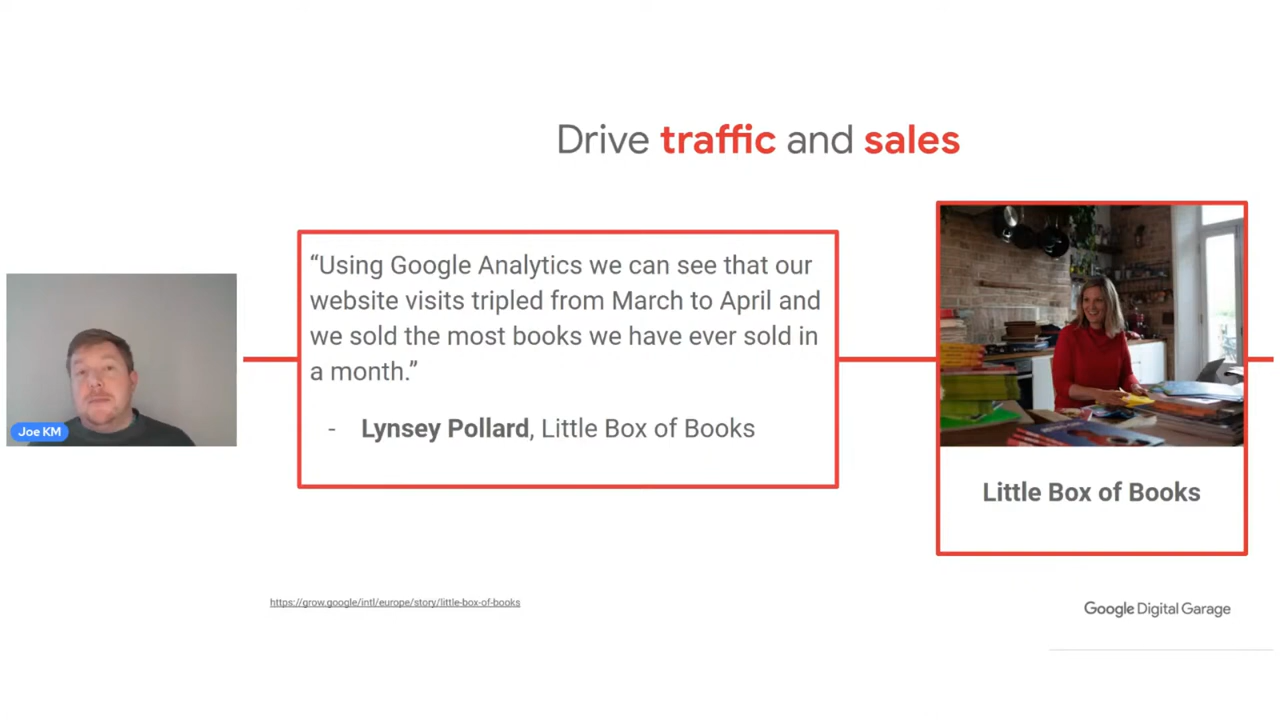 Drive traffic and sales
“Using Google Analytics we can see that our
website visits tripled from March to April and
we sold the most books we have ever sold in
a month.”
- Lynsey Pollard, Little Box of Books
Joe KM
Little Box of Books
https://grow.google/intl/europe/story/little-box-of-books
Google Digital Garage